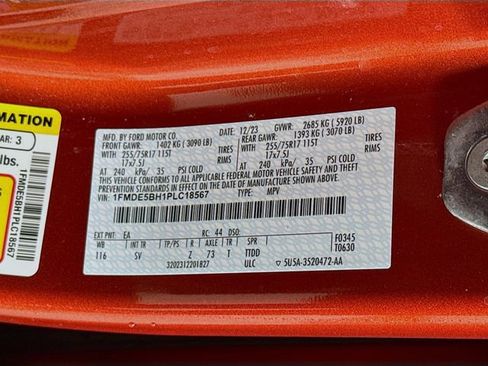 MFD. BY FORD MOTOR CO. 12/23 GVWR: 2685 KG ( 5920 LB)
FRONT GAWR: 1402 KG ( 3090 LB) REAR GAWR: 1393 KG ( 3070 LB)
WITH 255/75R17 115T TIRES WITH 255/75R17 115T TIRES
17x7.5J RIMS 17x7.5J RIMS
AT 240 kPa/ 35 PSI COLD AT 240 kPa/ 35 PSI COLD
THIS VEHICLE CONFORMS TO ALL APPLICABLE FEDERAL MOTOR VEHICLE SAFETY AND THEFT PREVENTION STANDARDS IN
EFFECT ON THE DATE OF MANUFACTURE SHOWN ABOVE.
VIN: 1FMDE5BH1PLC18567 TYPE: MPV
EXT PNT: EA RC: 44 DSO: F0345
WB INT TR TP/PS R AXLE TR SPR T0630
116 SV Z 73 T TTDD
3202312201827 ULC 5U5A-3520472-AA
RMATION
AR: 3
lbs.
1FMDE5BH1PLC18567